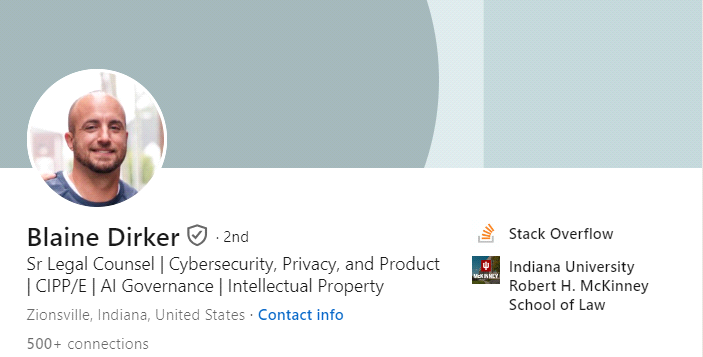 Blaine Dirker · 2nd
Sr Legal Counsel | Cybersecurity, Privacy, and Product
| CIPP/E | AI Governance | Intellectual Property
Zionsville, Indiana, United States · Contact info
500+ connections
Stack Overflow
McKINNEY
Indiana University
Robert H. McKinney
School of Law